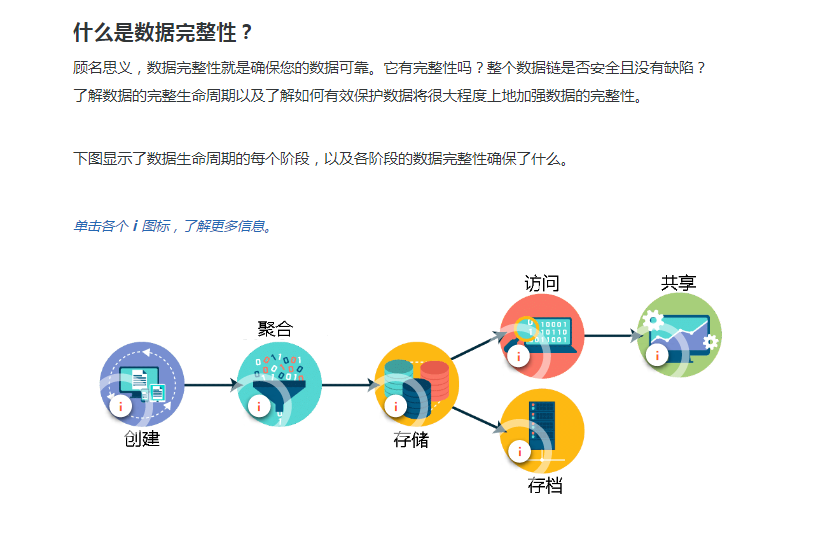 什么是数据完整性？
顾名思义，数据完整性就是确保您的数据可靠。它有完整性吗？整个数据链是否安全且没有缺陷？
了解数据的完整生命周期以及了解如何有效保护数据将很大程度上地加强数据的完整性。
下图显示了数据生命周期的每个阶段，以及各阶段的数据完整性确保了什么。
单击各个 i 图标，了解更多信息。
访问
共享
聚合
创建
存储
存档
i
i
i
i
i
i